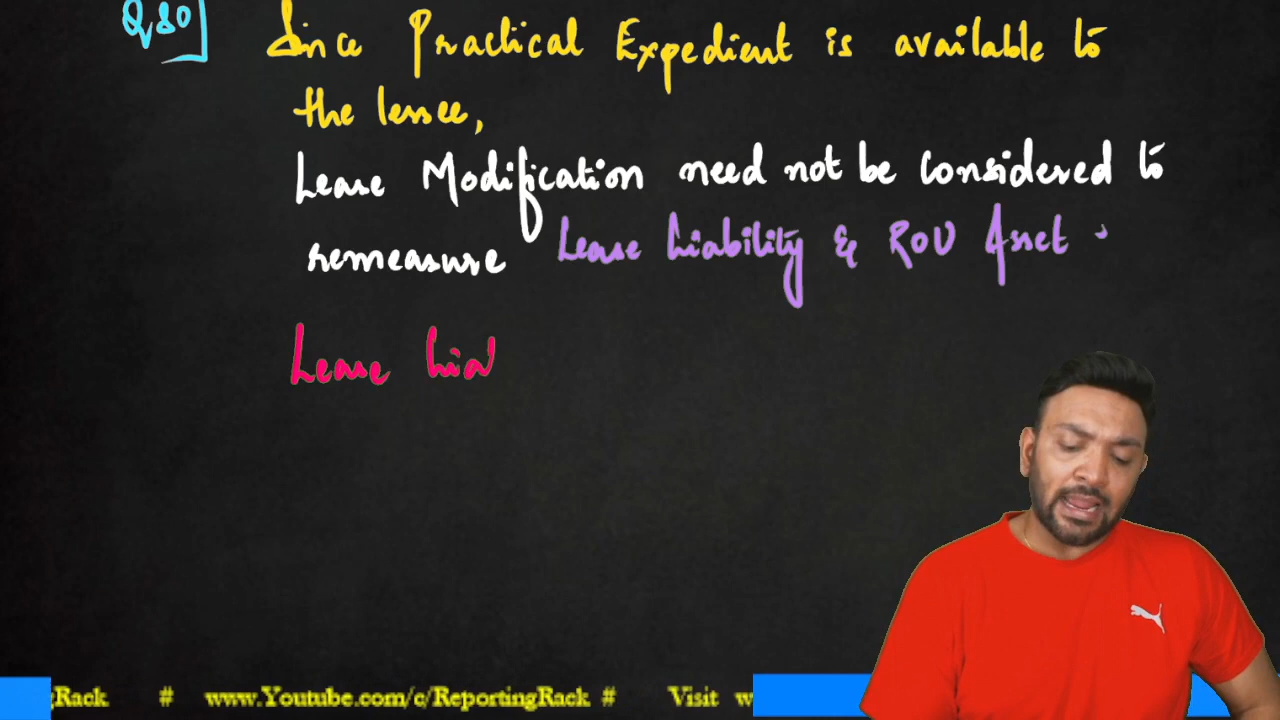 Q80] Since Practical Expedient is available to
the lessee,
Lease Modification need not be considered to
remeasure Lease Liability & ROU Asset.
Lease Lia
gRack # www.Youtube.com/c/ReportingRack # Visit w